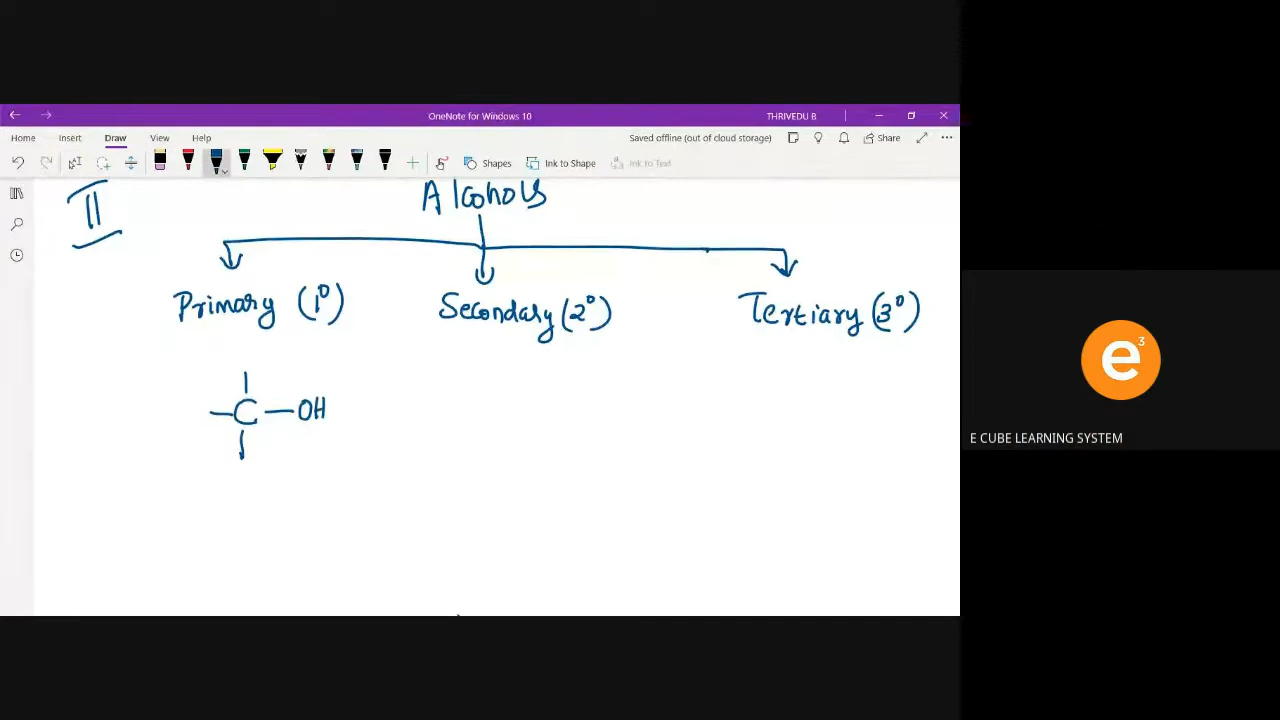 OneNote for Windows 10
THRIVEDU B
Home Insert Draw View Help
Saved offline (out of cloud storage)
Share
Shapes
Ink to Shape
Ink to Text
II
Alcohols
Primary (1°) Secondary (2°) Tertiary (3°)
C—OH
e3
E CUBE LEARNING SYSTEM